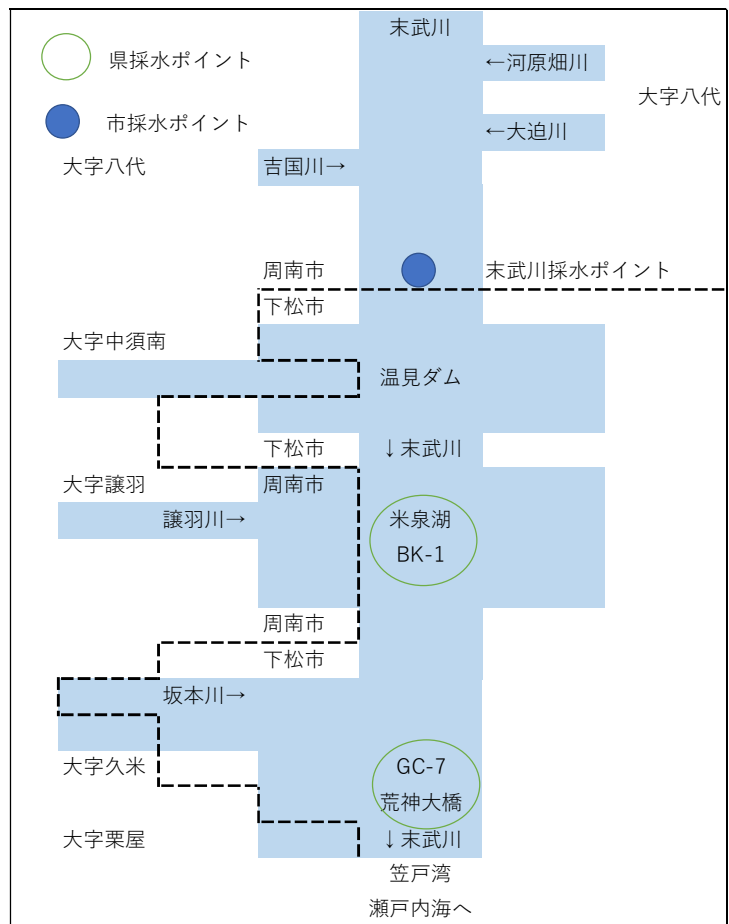 末武川
県採水ポイント
←河原畑川
大字八代
市採水ポイント
←大迫川
大字八代
吉国川→
周南市
末武川採水ポイント
下松市
大字中須南
温見ダム
下松市
↓末武川
大字譲羽
周南市
譲羽川→
米泉湖
BK-1
周南市
下松市
坂本川→
大字久米
GC-7
荒神大橋
大字栗屋
↓末武川
笠戸湾
瀬戸内海へ